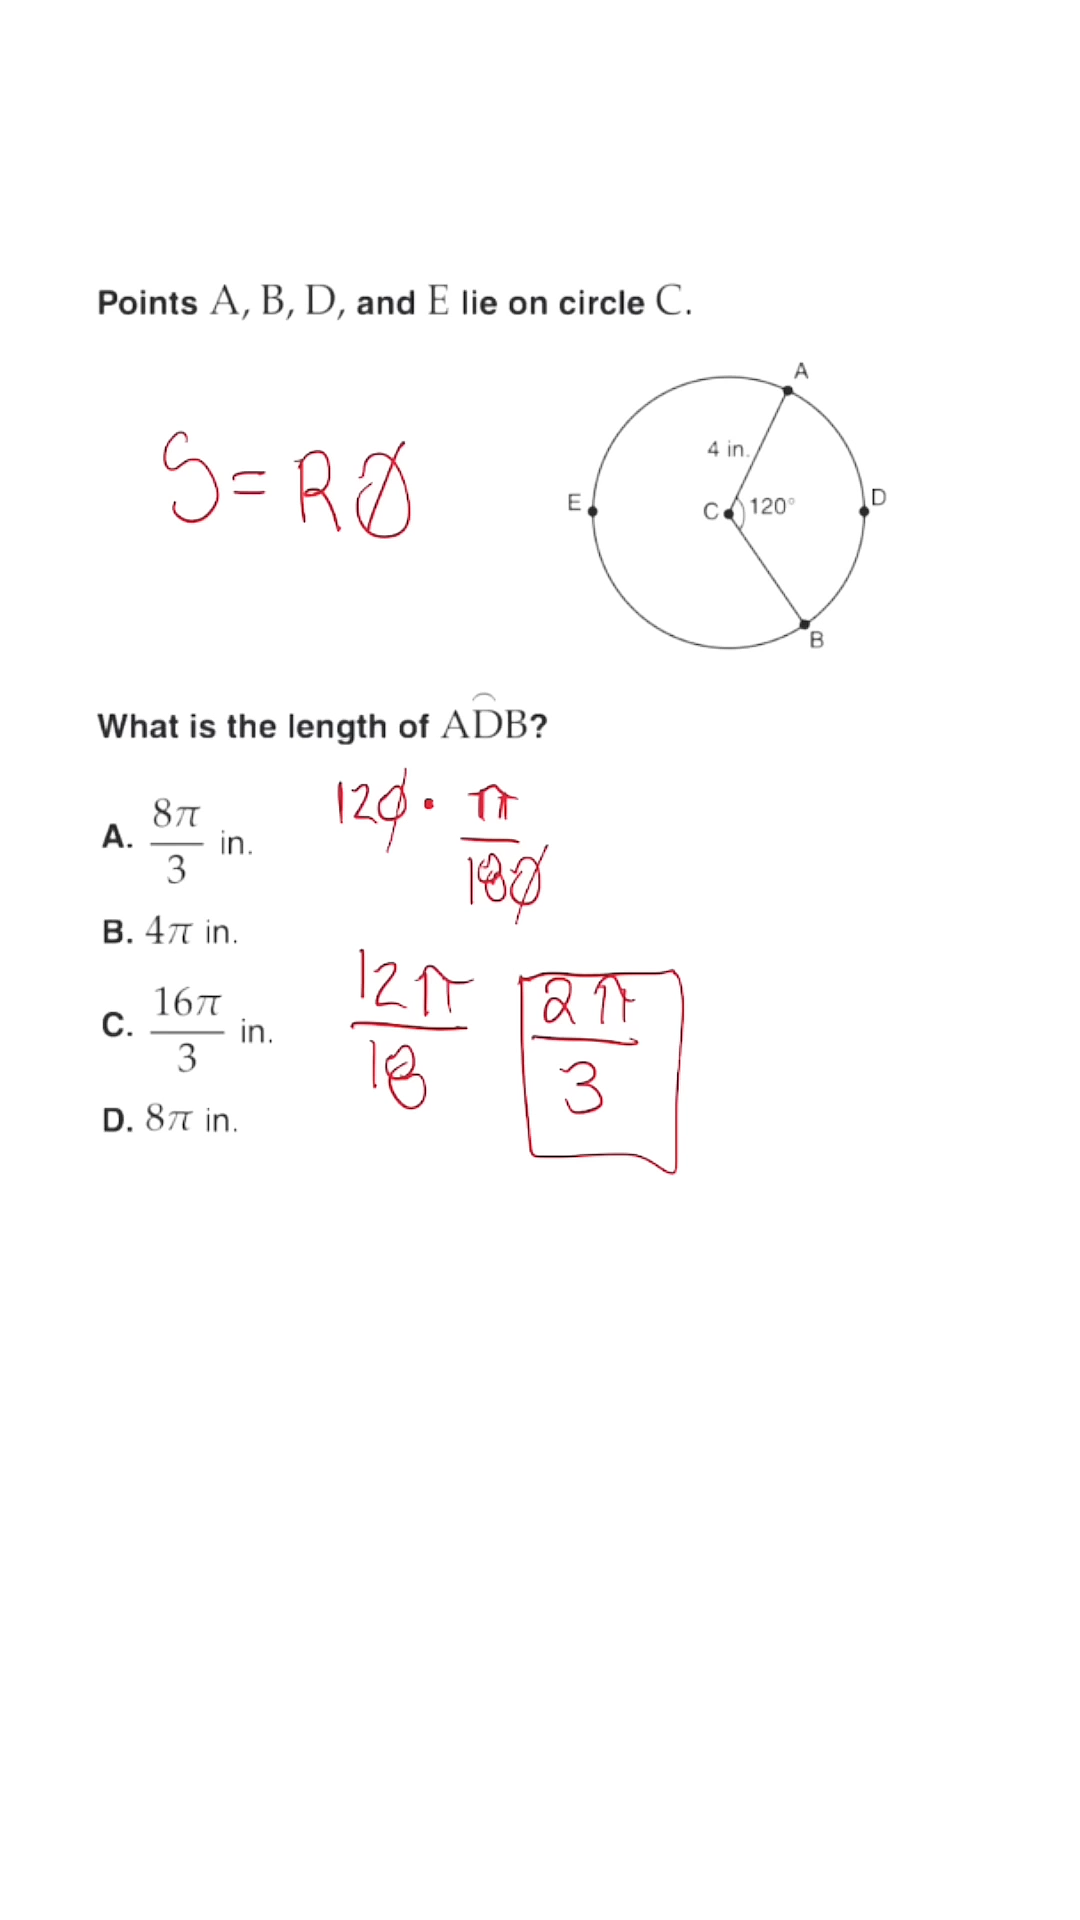 Points A, B, D, and E lie on circle C.
A
4 in.
S = RØ
E
C
120°
D
B
What is the length of ADB?
120 · π/180
A. 8π/3 in.
B. 4π in.
12π/18
2π/3
C. 16π/3 in.
D. 8π in.